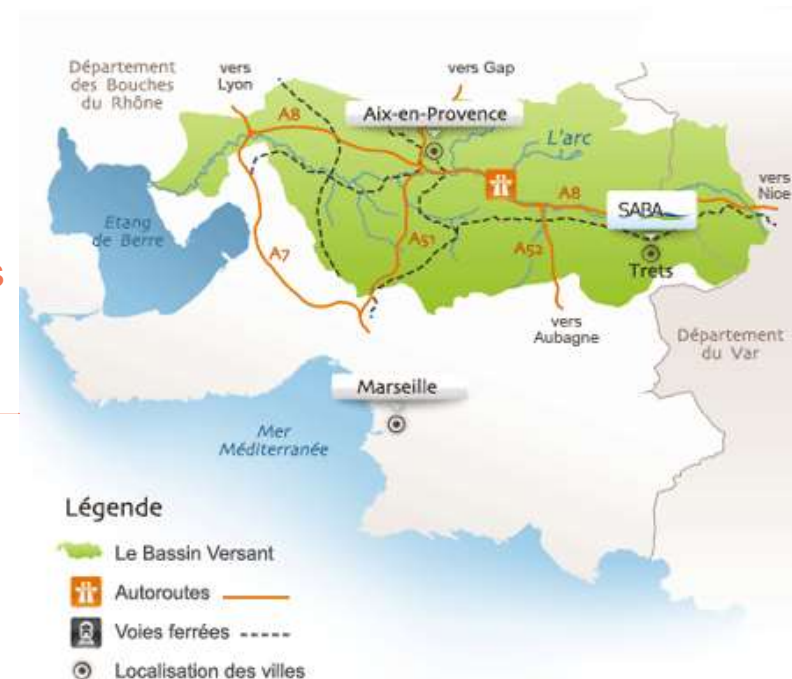 Département
des Bouches
du Rhône
vers
Lyon
vers Gap
A8
Aix-en-Provence
L'arc
vers
Nice
A8
SABA
Etang
de Berre
A7
A51
A52
Trets
vers
Aubagne
Département
du Var
Marseille
Mer
Méditerranée
s
Légende
Le Bassin Versant
Autoroutes
Voies ferrées
Localisation des villes